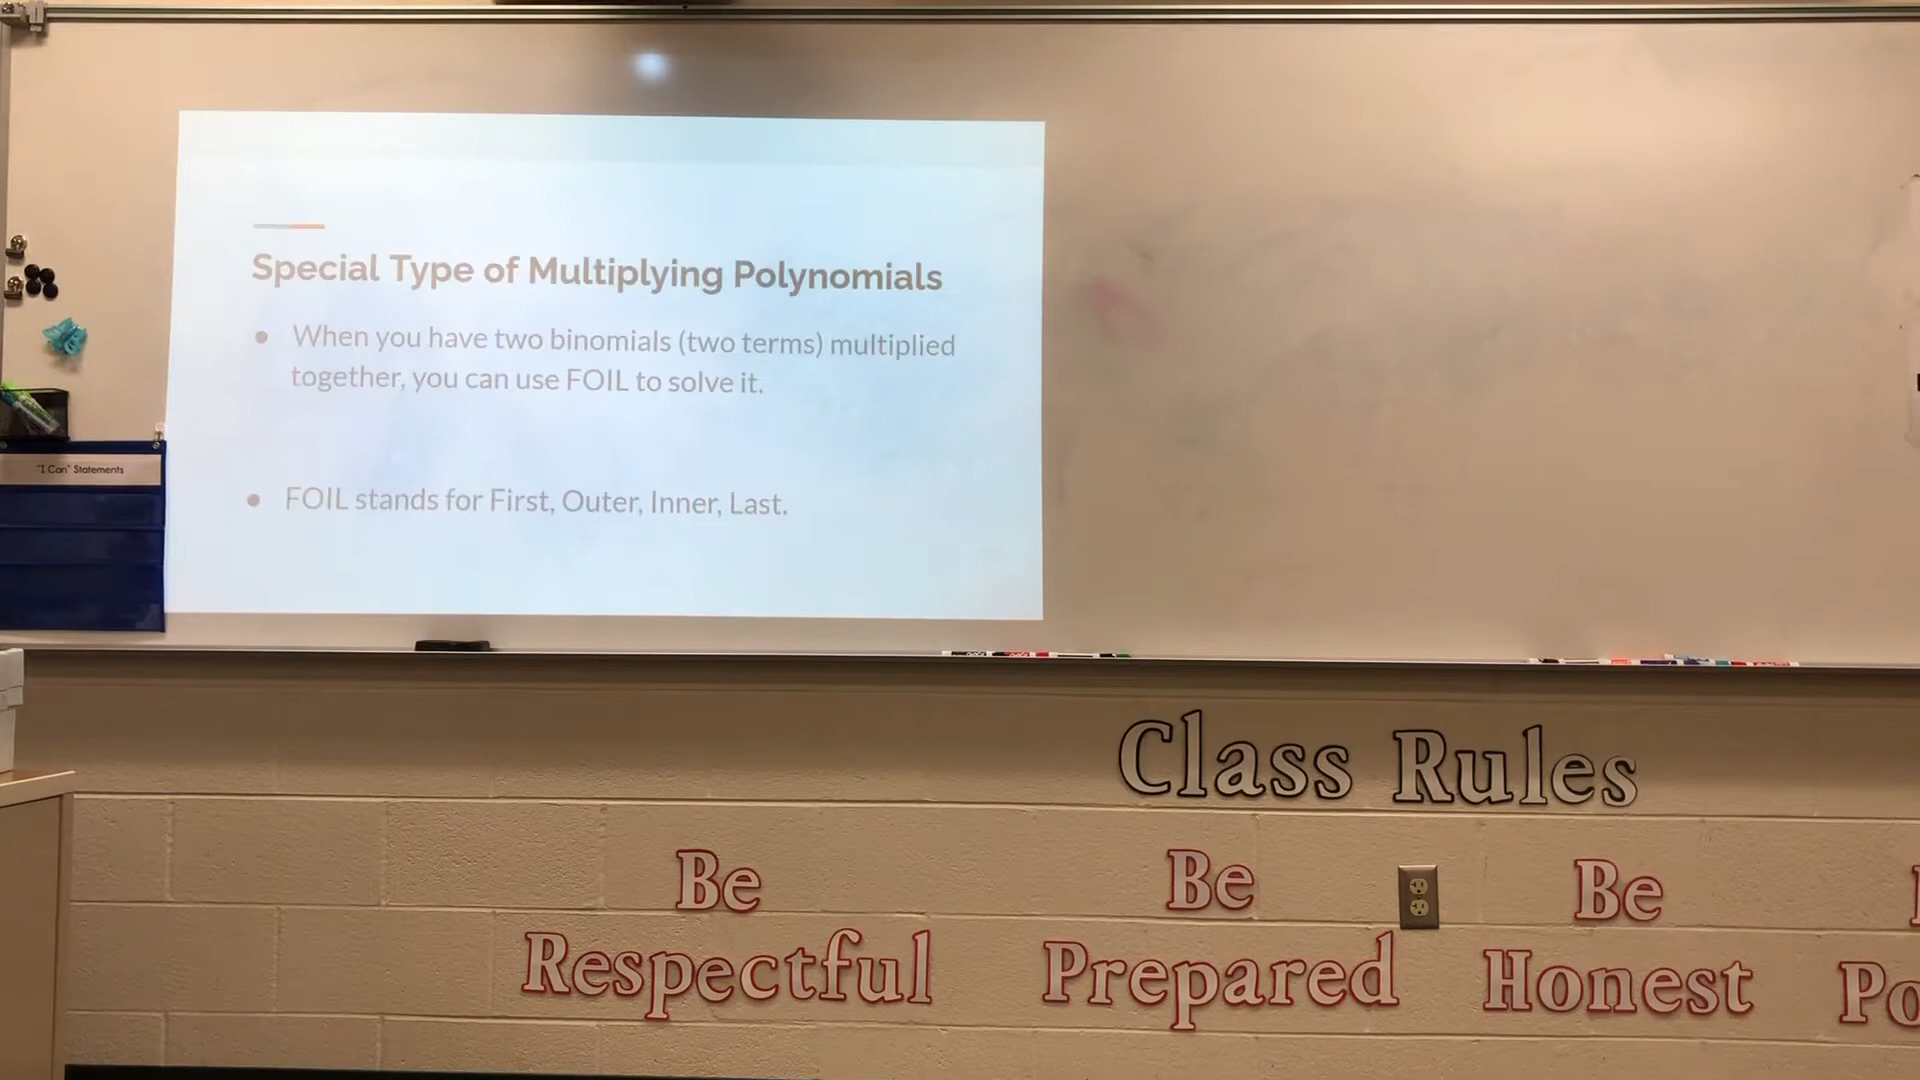 Special Type of Multiplying Polynomials
● When you have two binomials (two terms) multiplied
together, you can use FOIL to solve it.
● FOIL stands for First, Outer, Inner, Last.
"I Can" Statements
Class Rules
Be
Respectful
Be
Prepared
Be
Honest
Po